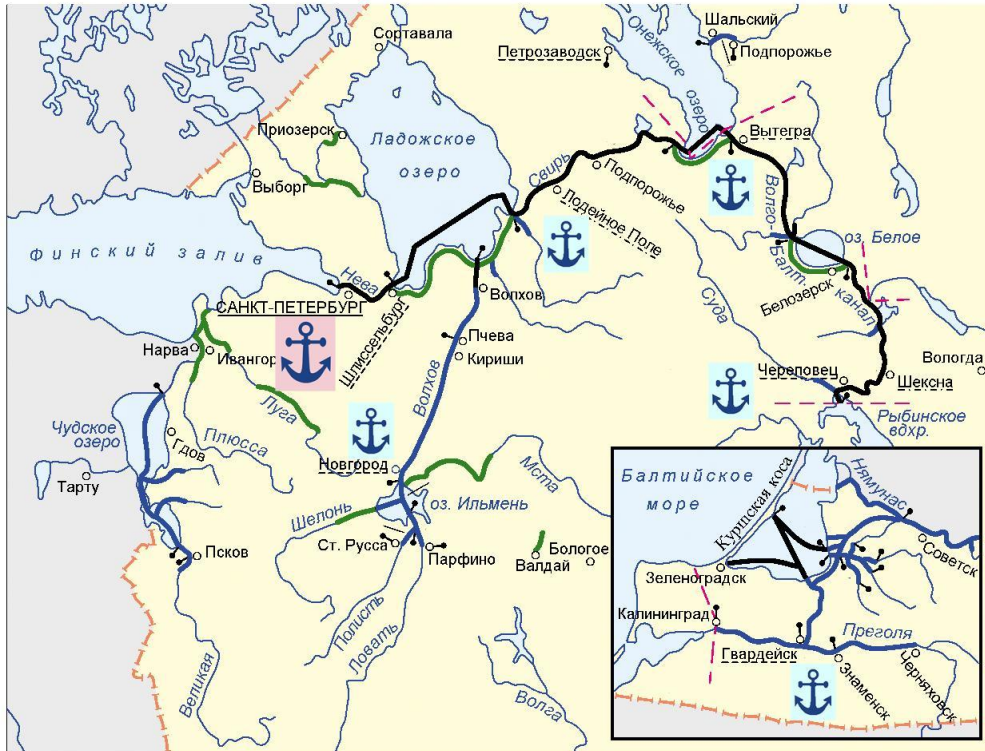 Шальский
Сортавала
Петрозаводск
Онежское
озеро
Подпорожье
Приозерск
Ладожское
озеро
Вытегра
Выборг
Свирь
Подпорожье
Лодейное Поле
Волго-
Балт.
канал
оз. Белое
Финский залив
Нева
Волхов
Белозерск
САНКТ-ПЕТЕРБУРГ
Шлиссельбург
Суда
Пчева
Кириши
Нарва
Ивангор
Вологда
Череповец
Шексна
Волхов
Луга
Рыбинское
вдхр.
Чудское
озеро
Гдов
Плюсса
Новгород
Мста
Тарту
Шелонь
оз. Ильмень
Псков
Ст. Русса
Парфино
Бологое
Валдай
Полисть
Ловать
Великая
Волга
Балтийское
море
Куршская коса
Нямунас
Советск
Зеленоградск
Калининград
Преголя
Гвардейск
Знаменск
Черняховск